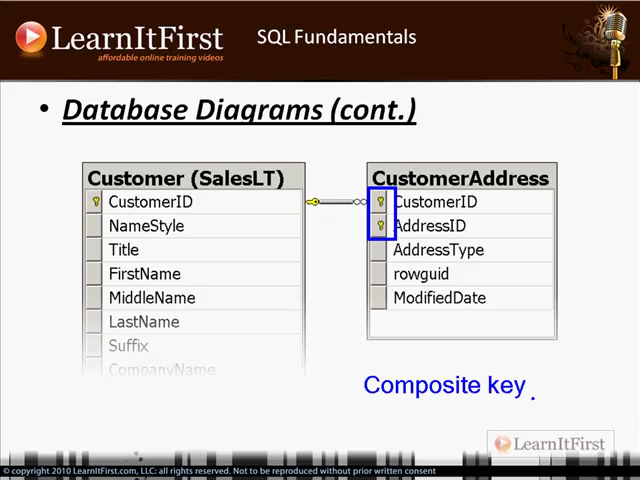 LearnItFirst
affordable online training videos
SQL Fundamentals
• Database Diagrams (cont.)
Customer (SalesLT)
CustomerID
NameStyle
Title
FirstName
MiddleName
LastName
Suffix
CompanyName
CustomerAddress
CustomerID
AddressID
AddressType
rowguid
ModifiedDate
Composite key
LearnItFirst
© copyright 2010 LearnItFirst.com, LLC: all rights reserved. Not to be reproduced without prior written consent